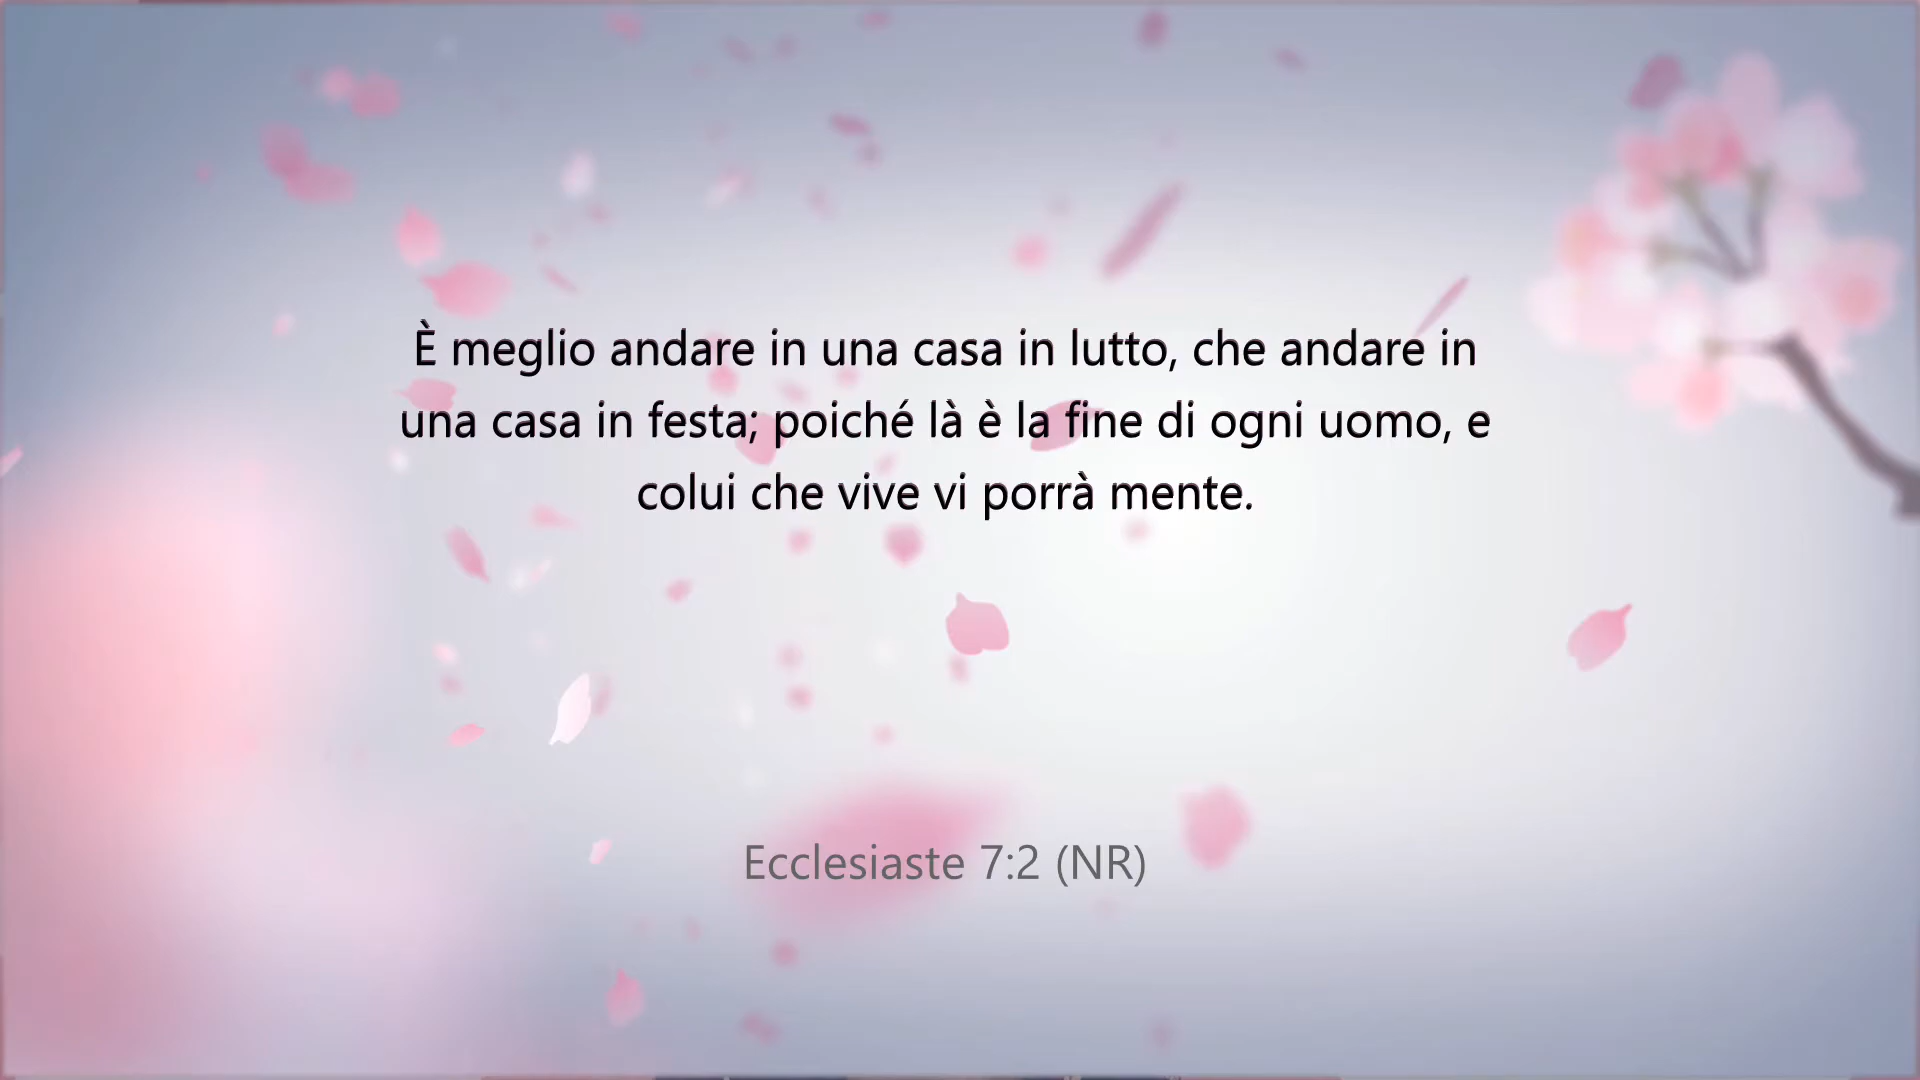 È meglio andare in una casa in lutto, che andare in
una casa in festa; poiché là è la fine di ogni uomo, e
colui che vive vi porrà mente.
Ecclesiaste 7:2 (NR)